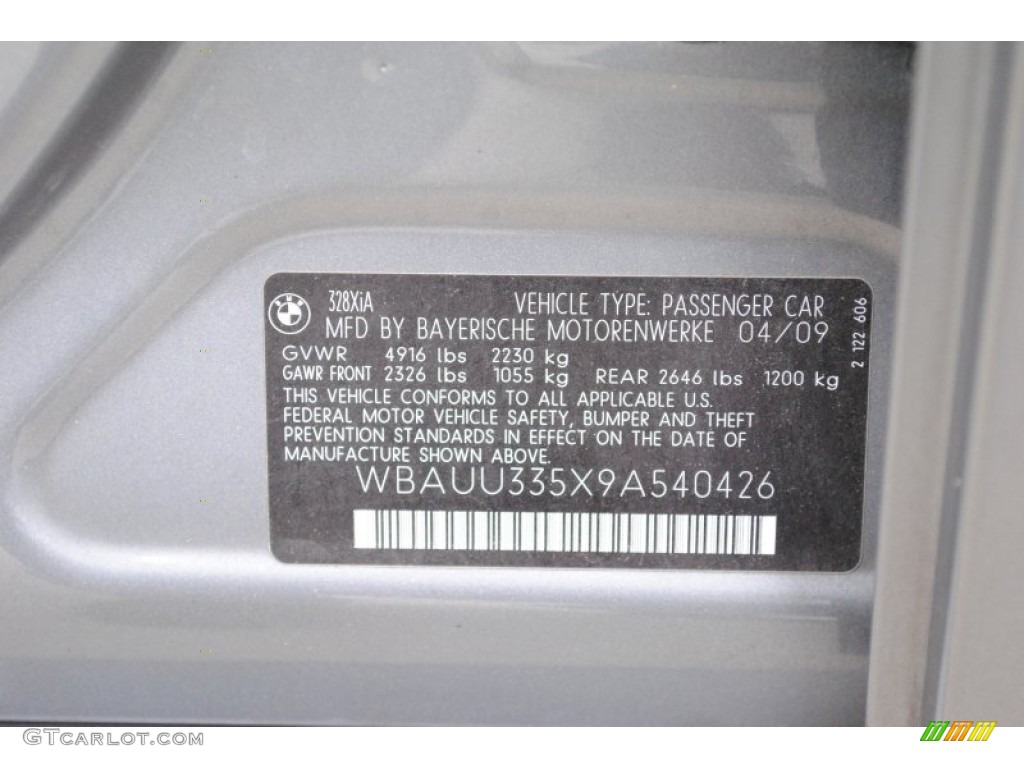 328XiA VEHICLE TYPE: PASSENGER CAR
MFD BY BAYERISCHE MOTORENWERKE 04/09
GVWR 4916 lbs 2230 kg
GAWR FRONT 2326 lbs 1055 kg REAR 2646 lbs 1200 kg
THIS VEHICLE CONFORMS TO ALL APPLICABLE U.S.
FEDERAL MOTOR VEHICLE SAFETY, BUMPER AND THEFT
PREVENTION STANDARDS IN EFFECT ON THE DATE OF
MANUFACTURE SHOWN ABOVE.
WBAUU335X9A540426
2 122 606
BMW
GTCarLot.com